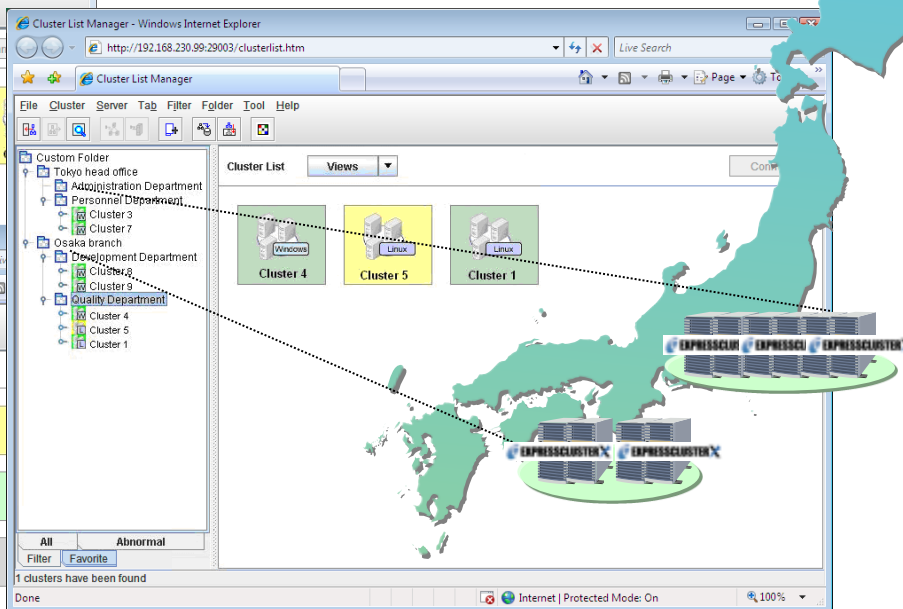 Cluster List Manager - Windows Internet Explorer
http://192.168.230.99:29003/clusterlist.htm
Live Search
Cluster List Manager
Page
File Cluster Server Tab Filter Folder Tool Help
Custom Folder
Tokyo head office
Administration Department
Personnel Department
Cluster 3
Cluster 7
Osaka branch
Development Department
Cluster 8
Cluster 9
Quality Department
Cluster 4
Cluster 5
Cluster 1
All Abnormal
Filter Favorite
Cluster List Views
Windows
Cluster 4
Linux
Cluster 5
Linux
Cluster 1
EXPRESSCLUSTER
EXPRESSCLUSTER X
EXPRESSCLUSTER X
1 clusters have been found
Done
Internet | Protected Mode: On
100%